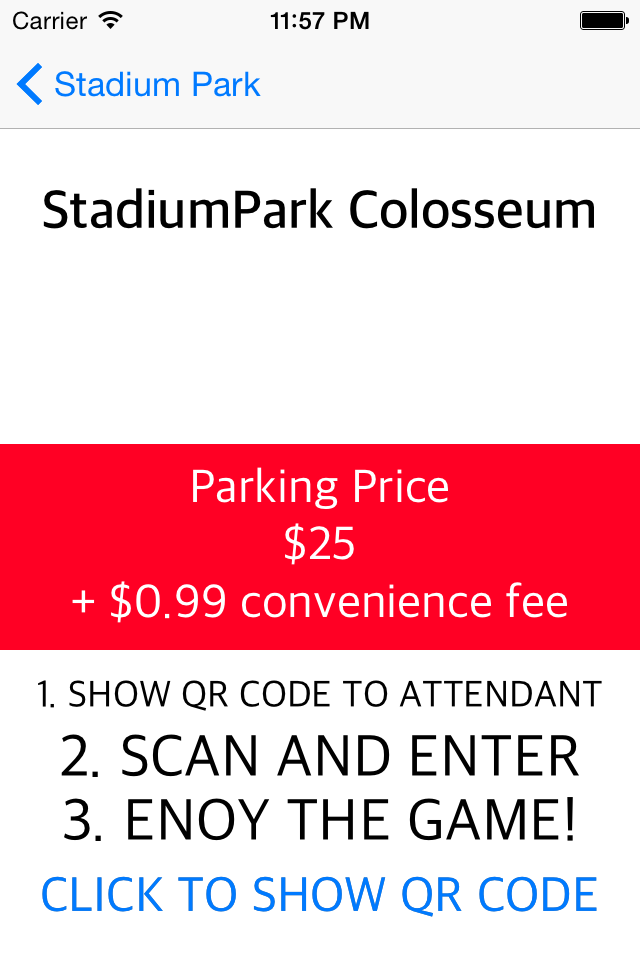 Carrier 11:57 PM
Stadium Park
StadiumPark Colosseum
Parking Price
$25
+ $0.99 convenience fee
1. SHOW QR CODE TO ATTENDANT
2. SCAN AND ENTER
3. ENOY THE GAME!
CLICK TO SHOW QR CODE